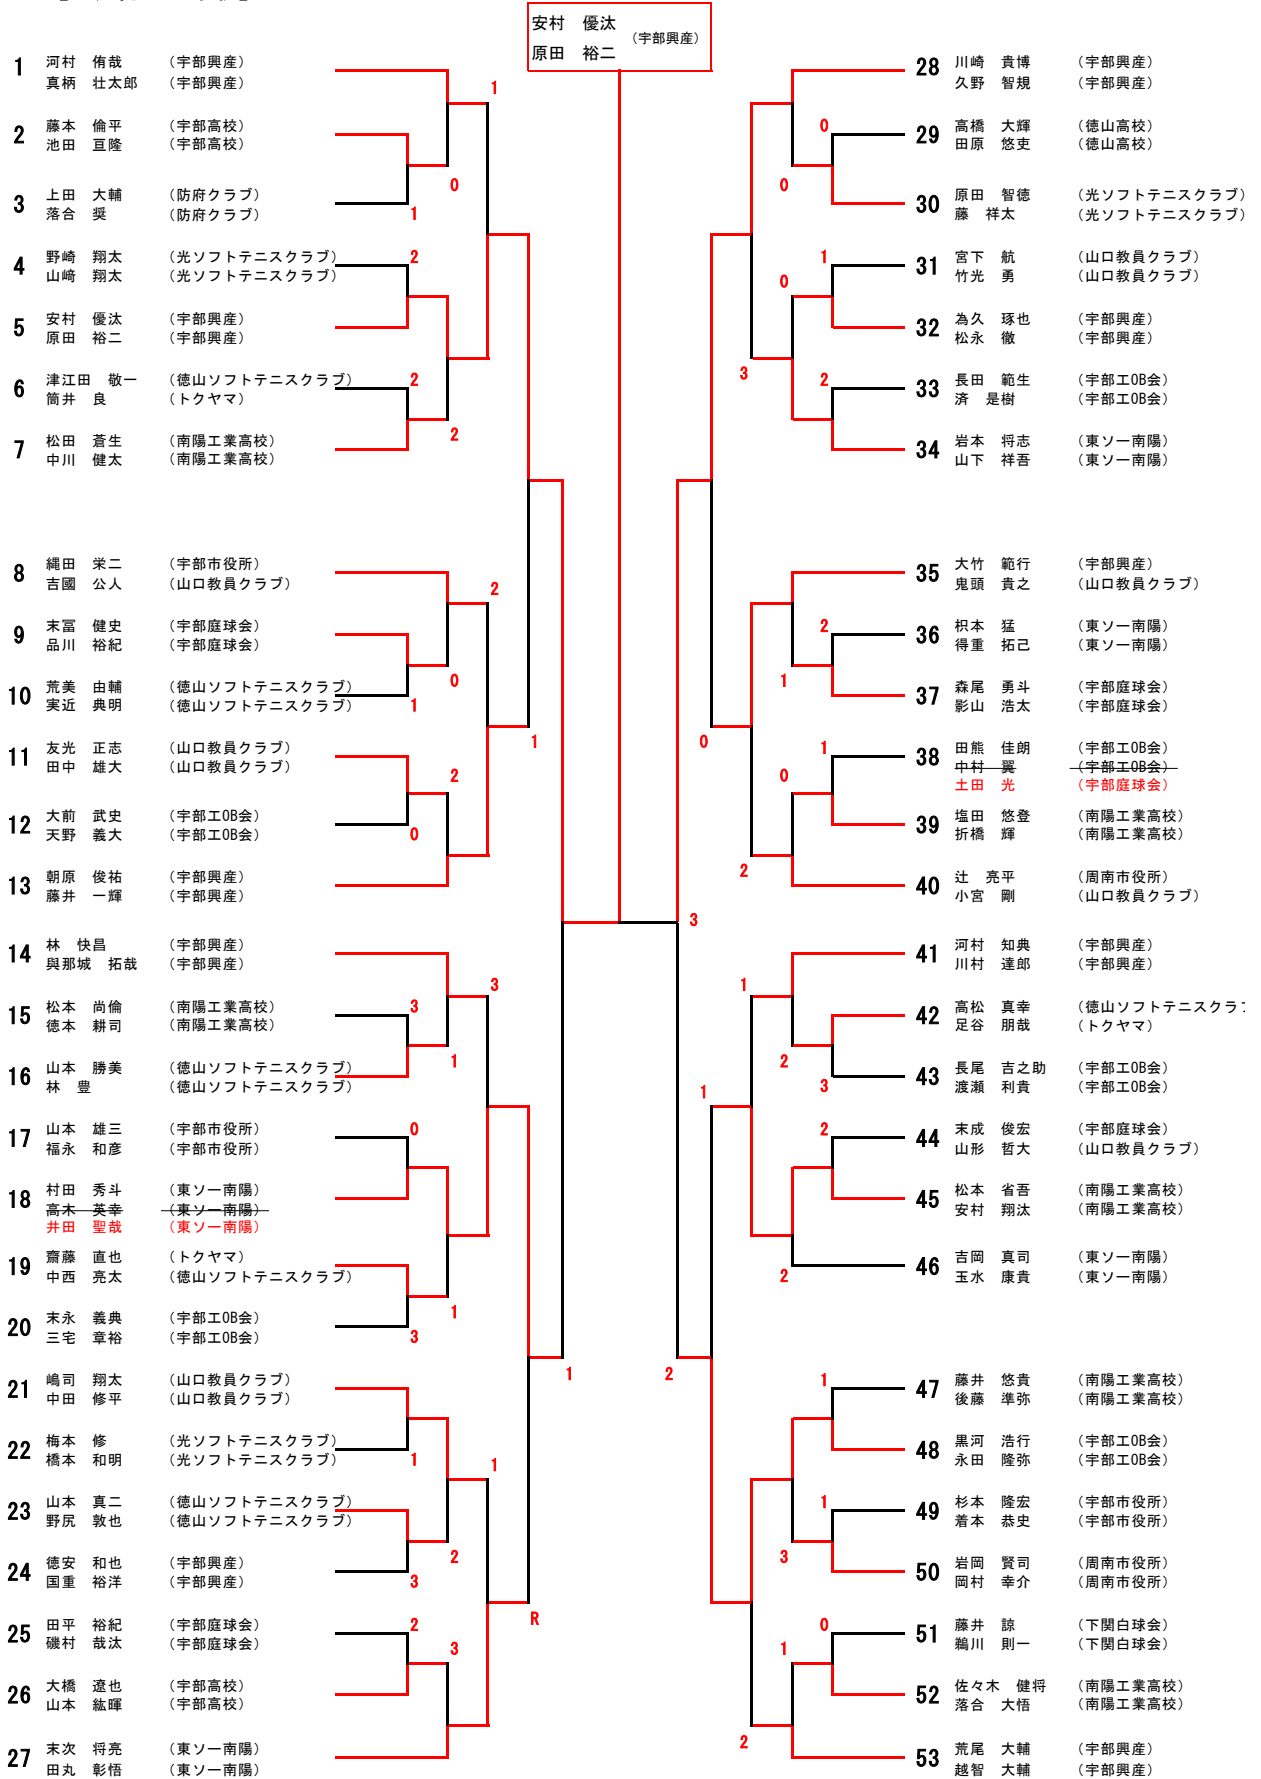 安村　優汰
（宇部興産）
原田　裕二
1 河村　侑哉 （宇部興産）
真柄　壮太郎 （宇部興産）
1
2 藤本　倫平 （宇部高校）
池田　亘隆 （宇部高校）
0
3 上田　大輔 （防府クラブ）
落合　奨 （防府クラブ）
1
4 野崎　翔太 （光ソフトテニスクラブ）
山﨑　翔太 （光ソフトテニスクラブ）
2
5 安村　優汰 （宇部興産）
原田　裕二 （宇部興産）
6 津江田　敬一 （徳山ソフトテニスクラブ）
筒井　良 （トクヤマ）
2
2
7 松田　蒼生 （南陽工業高校）
中川　健太 （南陽工業高校）
8 縄田　栄二 （宇部市役所）
吉國　公人 （山口教員クラブ）
2
9 末冨　健史 （宇部庭球会）
品川　裕紀 （宇部庭球会）
0
10 荒美　由輔 （徳山ソフトテニスクラブ）
実近　典明 （徳山ソフトテニスクラブ）
1
1
11 友光　正志 （山口教員クラブ）
田中　雄大 （山口教員クラブ）
2
12 大前　武史 （宇部工OB会）
天野　義大 （宇部工OB会）
0
13 朝原　俊祐 （宇部興産）
藤井　一輝 （宇部興産）
14 林　快昌 （宇部興産）
與那城　拓哉 （宇部興産）
3
15 松本　尚倫 （南陽工業高校）
徳本　耕司 （南陽工業高校）
3
1
16 山本　勝美 （徳山ソフトテニスクラブ）
林　豊 （徳山ソフトテニスクラブ）
17 山本　雄三 （宇部市役所）
福永　和彦 （宇部市役所）
0
18 村田　秀斗 （東ソー南陽）
高木　英幸 （東ソー南陽）
井田　聖哉 （東ソー南陽）
19 齋藤　直也 （トクヤマ）
中西　亮太 （徳山ソフトテニスクラブ）
1
20 末永　義典 （宇部工OB会）
三宅　章裕 （宇部工OB会）
3
1
21 嶋司　翔太 （山口教員クラブ）
中田　修平 （山口教員クラブ）
22 梅本　修 （光ソフトテニスクラブ）
橋本　和明 （光ソフトテニスクラブ）
1
1
23 山本　真二 （徳山ソフトテニスクラブ）
野尻　敦也 （徳山ソフトテニスクラブ）
2
24 徳安　和也 （宇部興産）
国重　裕洋 （宇部興産）
3
R
25 田平　裕紀 （宇部庭球会）
磯村　哉汰 （宇部庭球会）
2
3
26 大橋　遼也 （宇部高校）
山本　紘暉 （宇部高校）
27 末次　将亮 （東ソー南陽）
田丸　彰悟 （東ソー南陽）
28 川崎　貴博 （宇部興産）
久野　智規 （宇部興産）
0
29 高橋　大輝 （徳山高校）
田原　悠吏 （徳山高校）
0
30 原田　智徳 （光ソフトテニスクラブ）
藤　祥太 （光ソフトテニスクラブ）
1
31 宮下　航 （山口教員クラブ）
竹光　勇 （山口教員クラブ）
0
32 為久　琢也 （宇部興産）
松永　徹 （宇部興産）
3
2
33 長田　範生 （宇部工OB会）
済　是樹 （宇部工OB会）
34 岩本　将志 （東ソー南陽）
山下　祥吾 （東ソー南陽）
35 大竹　範行 （宇部興産）
鬼頭　貴之 （山口教員クラブ）
2
36 枳本　猛 （東ソー南陽）
得重　拓己 （東ソー南陽）
1
37 森尾　勇斗 （宇部庭球会）
影山　浩太 （宇部庭球会）
0
1
38 田熊　佳朗 （宇部工OB会）
中村　翼 （宇部工OB会）
土田　光 （宇部庭球会）
0
39 塩田　悠登 （南陽工業高校）
折橋　輝 （南陽工業高校）
2
40 辻　亮平 （周南市役所）
小宮　剛 （山口教員クラブ）
3
41 河村　知典 （宇部興産）
川村　達郎 （宇部興産）
1
42 高松　真幸 （徳山ソフトテニスクラ
足谷　朋哉 （トクヤマ）
2
43 長尾　吉之助 （宇部工OB会）
渡瀬　利貴 （宇部工OB会）
3
1
44 末成　俊宏 （宇部庭球会）
山形　哲大 （山口教員クラブ）
2
45 松本　省吾 （南陽工業高校）
安村　翔汰 （南陽工業高校）
46 吉岡　真司 （東ソー南陽）
玉水　康貴 （東ソー南陽）
2
2
47 藤井　悠貴 （南陽工業高校）
後藤　準弥 （南陽工業高校）
1
48 黒河　浩行 （宇部工OB会）
永田　隆弥 （宇部工OB会）
49 杉本　隆宏 （宇部市役所）
着本　恭史 （宇部市役所）
1
3
50 岩岡　賢司 （周南市役所）
岡村　幸介 （周南市役所）
51 藤井　諒 （下関白球会）
鵜川　則一 （下関白球会）
0
1
52 佐々木　健将 （南陽工業高校）
落合　大悟 （南陽工業高校）
2
53 荒尾　大輔 （宇部興産）
越智　大輔 （宇部興産）